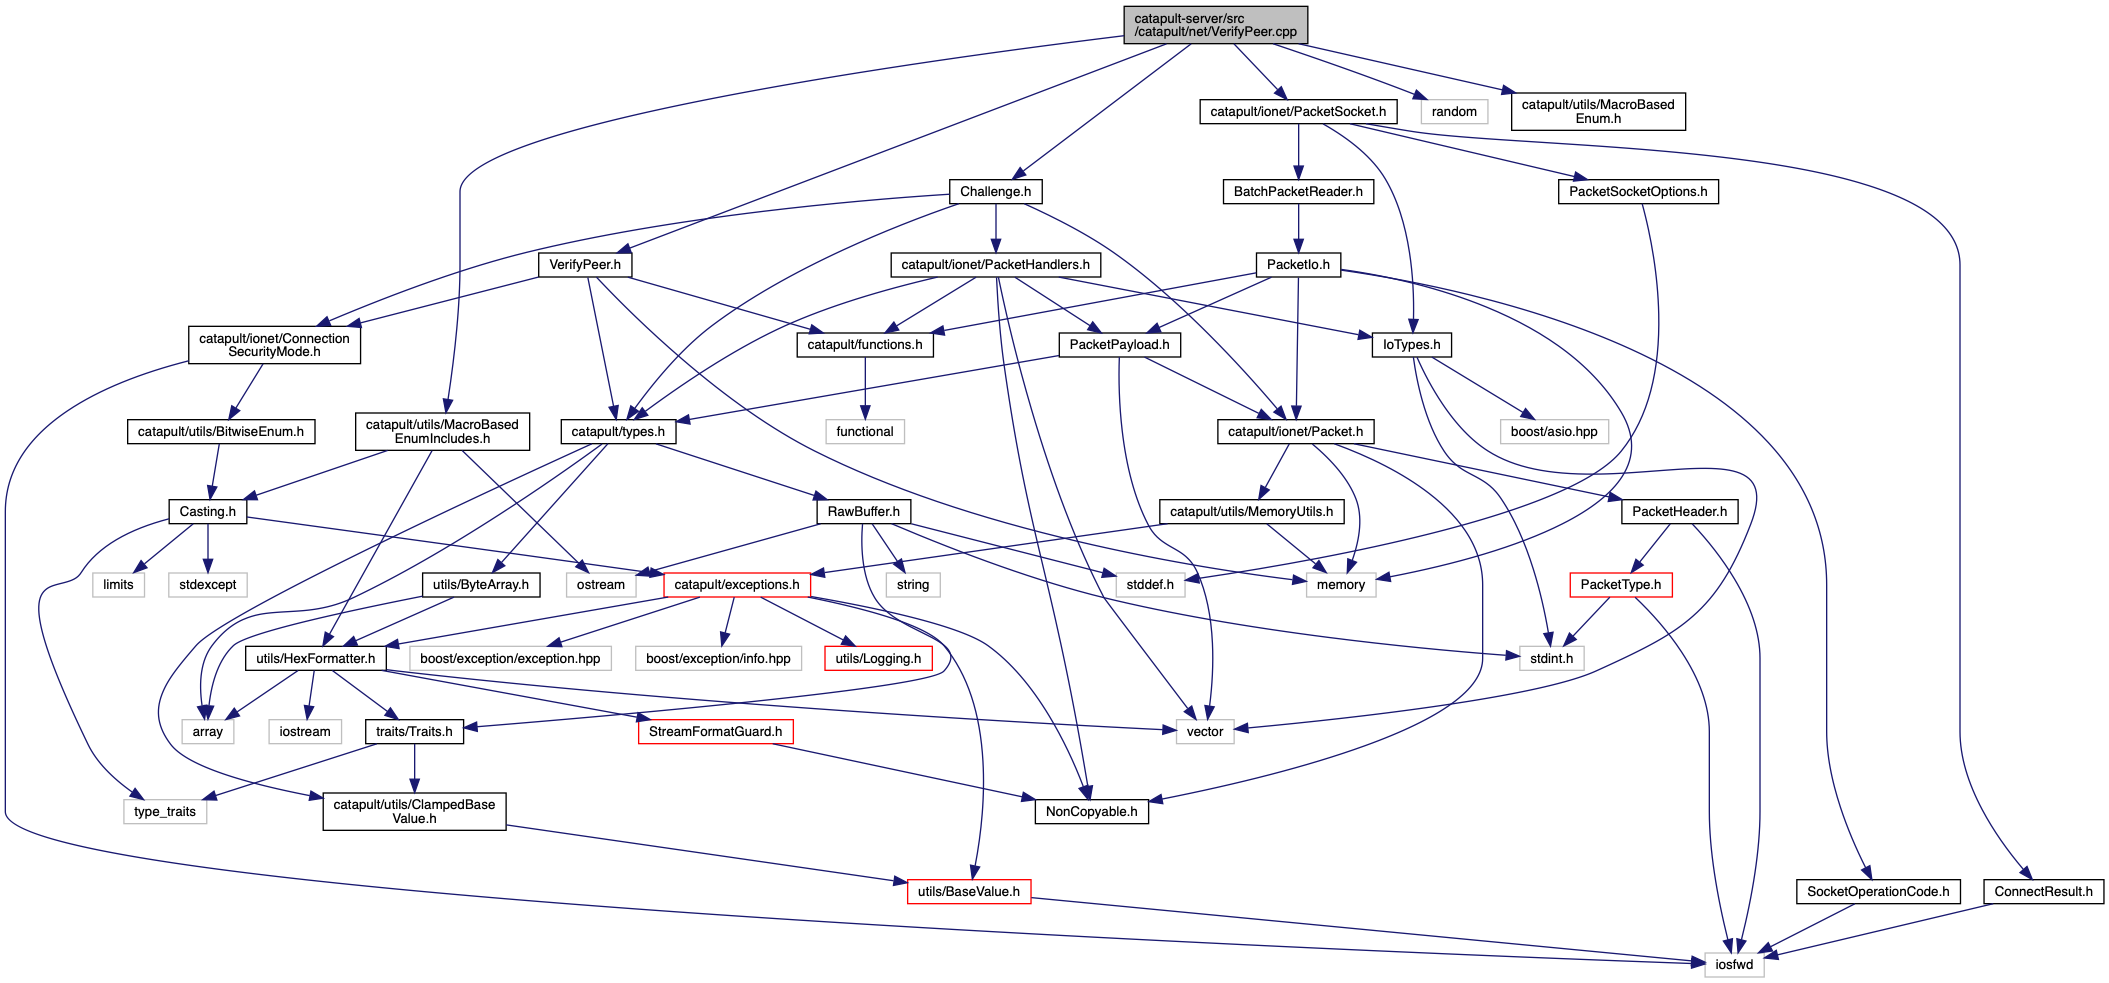 catapult-server/src
/catapult/net/VerifyPeer.cpp
catapult/ionet/PacketSocket.h
random
catapult/utils/MacroBased
Enum.h
Challenge.h
BatchPacketReader.h
PacketSocketOptions.h
VerifyPeer.h
catapult/ionet/PacketHandlers.h
PacketIo.h
catapult/ionet/Connection
SecurityMode.h
catapult/functions.h
PacketPayload.h
IoTypes.h
catapult/utils/BitwiseEnum.h
catapult/utils/MacroBased
EnumIncludes.h
catapult/types.h
functional
catapult/ionet/Packet.h
boost/asio.hpp
Casting.h
RawBuffer.h
catapult/utils/MemoryUtils.h
PacketHeader.h
limits
stdexcept
utils/ByteArray.h
ostream
catapult/exceptions.h
string
stddef.h
memory
PacketType.h
utils/HexFormatter.h
boost/exception/exception.hpp
boost/exception/info.hpp
utils/Logging.h
stdint.h
array
iostream
traits/Traits.h
StreamFormatGuard.h
vector
type_traits
catapult/utils/ClampedBase
Value.h
NonCopyable.h
utils/BaseValue.h
SocketOperationCode.h
ConnectResult.h
iosfwd